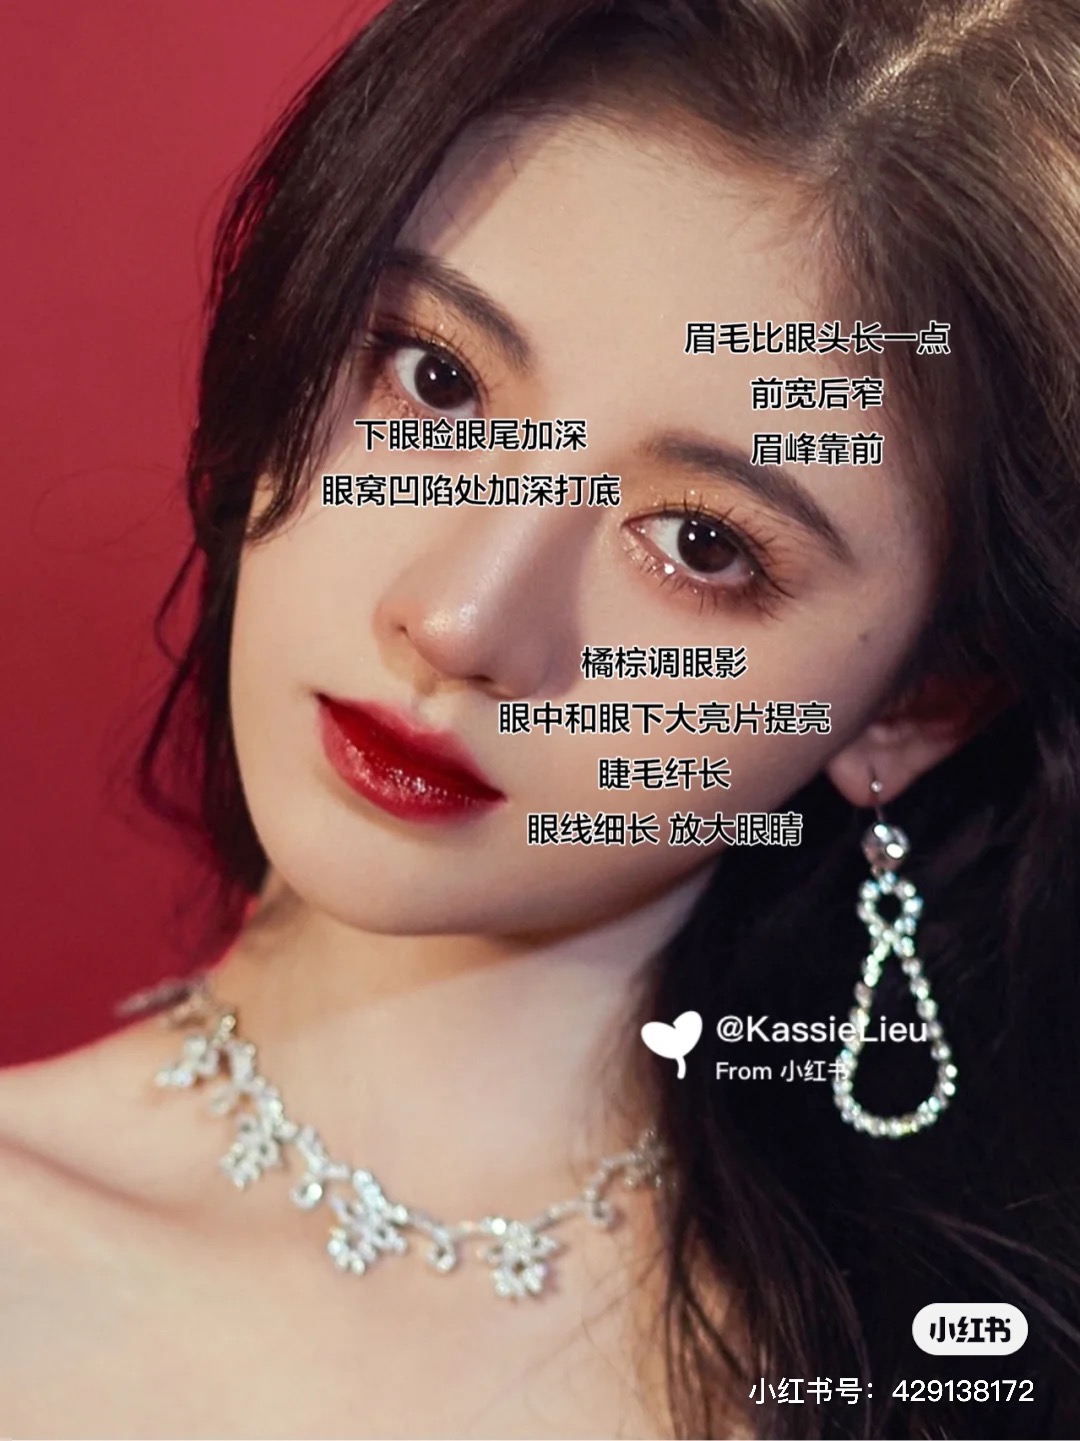 眉毛比眼头长一点
前宽后窄
眉峰靠前
下眼睑眼尾加深
眼窝凹陷处加深打底
橘棕调眼影
眼中和眼下大亮片提亮
睫毛纤长
眼线细长 放大眼睛
@KassieLieu
From 小红书
小红书
小红书号：429138172